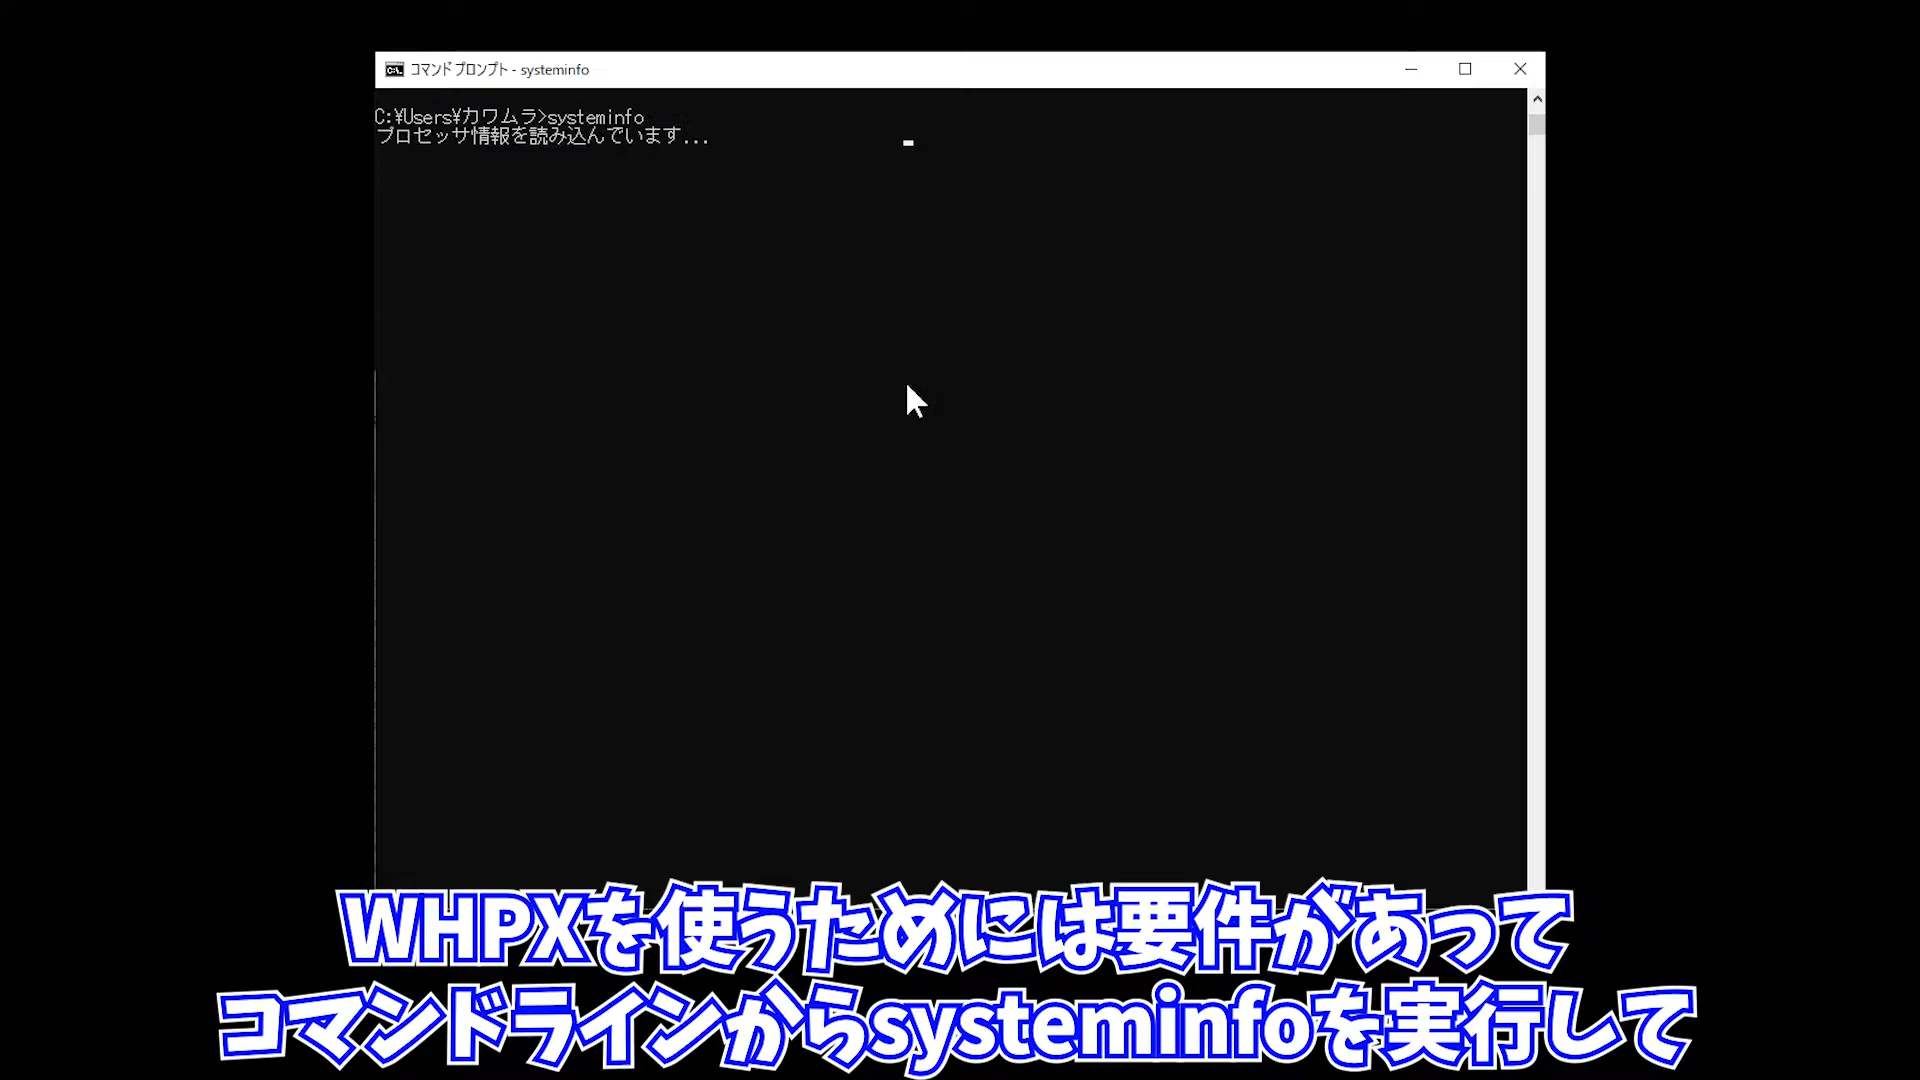 コマンド プロンプト - systeminfo
C:¥Users¥カワムラ>systeminfo
プロセッサ情報を読み込んでいます...
WHPXを使うためには要件があって
コマンドラインからsysteminfoを実行して